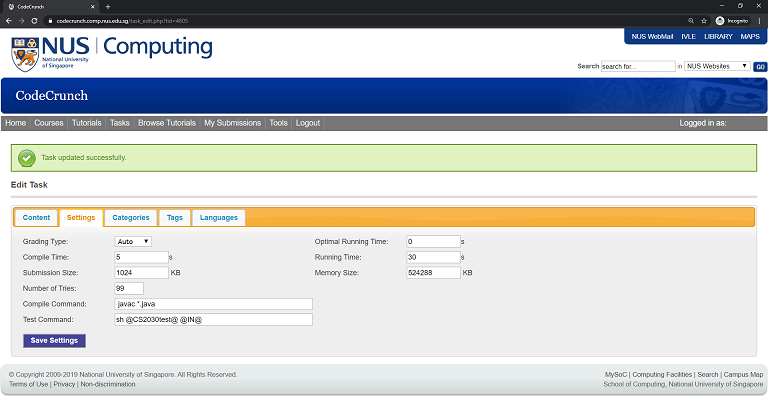 CodeCrunch
codecrunch.comp.nus.edu.sg/task_edit.php?tid=4805
Incognito
NUS WebMail IVLE LIBRARY MAPS
NUS Computing
National University
of Singapore
Search search for... in NUS Websites GO
CodeCrunch
Home Courses Tutorials Tasks Browse Tutorials My Submissions Tools Logout Logged in as:
Task updated successfully.
Edit Task
Content Settings Categories Tags Languages
Grading Type: Auto Optimal Running Time: 0 s
Compile Time: 5 s Running Time: 30 s
Submission Size: 1024 KB Memory Size: 524288 KB
Number of Tries: 99
Compile Command: javac *.java
Test Command: sh @CS2030test@ @IN@
Save Settings
© Copyright 2009-2019 National University of Singapore. All Rights Reserved. MySoC | Computing Facilities | Search | Campus Map
Terms of Use | Privacy | Non-discrimination School of Computing, National University of Singapore